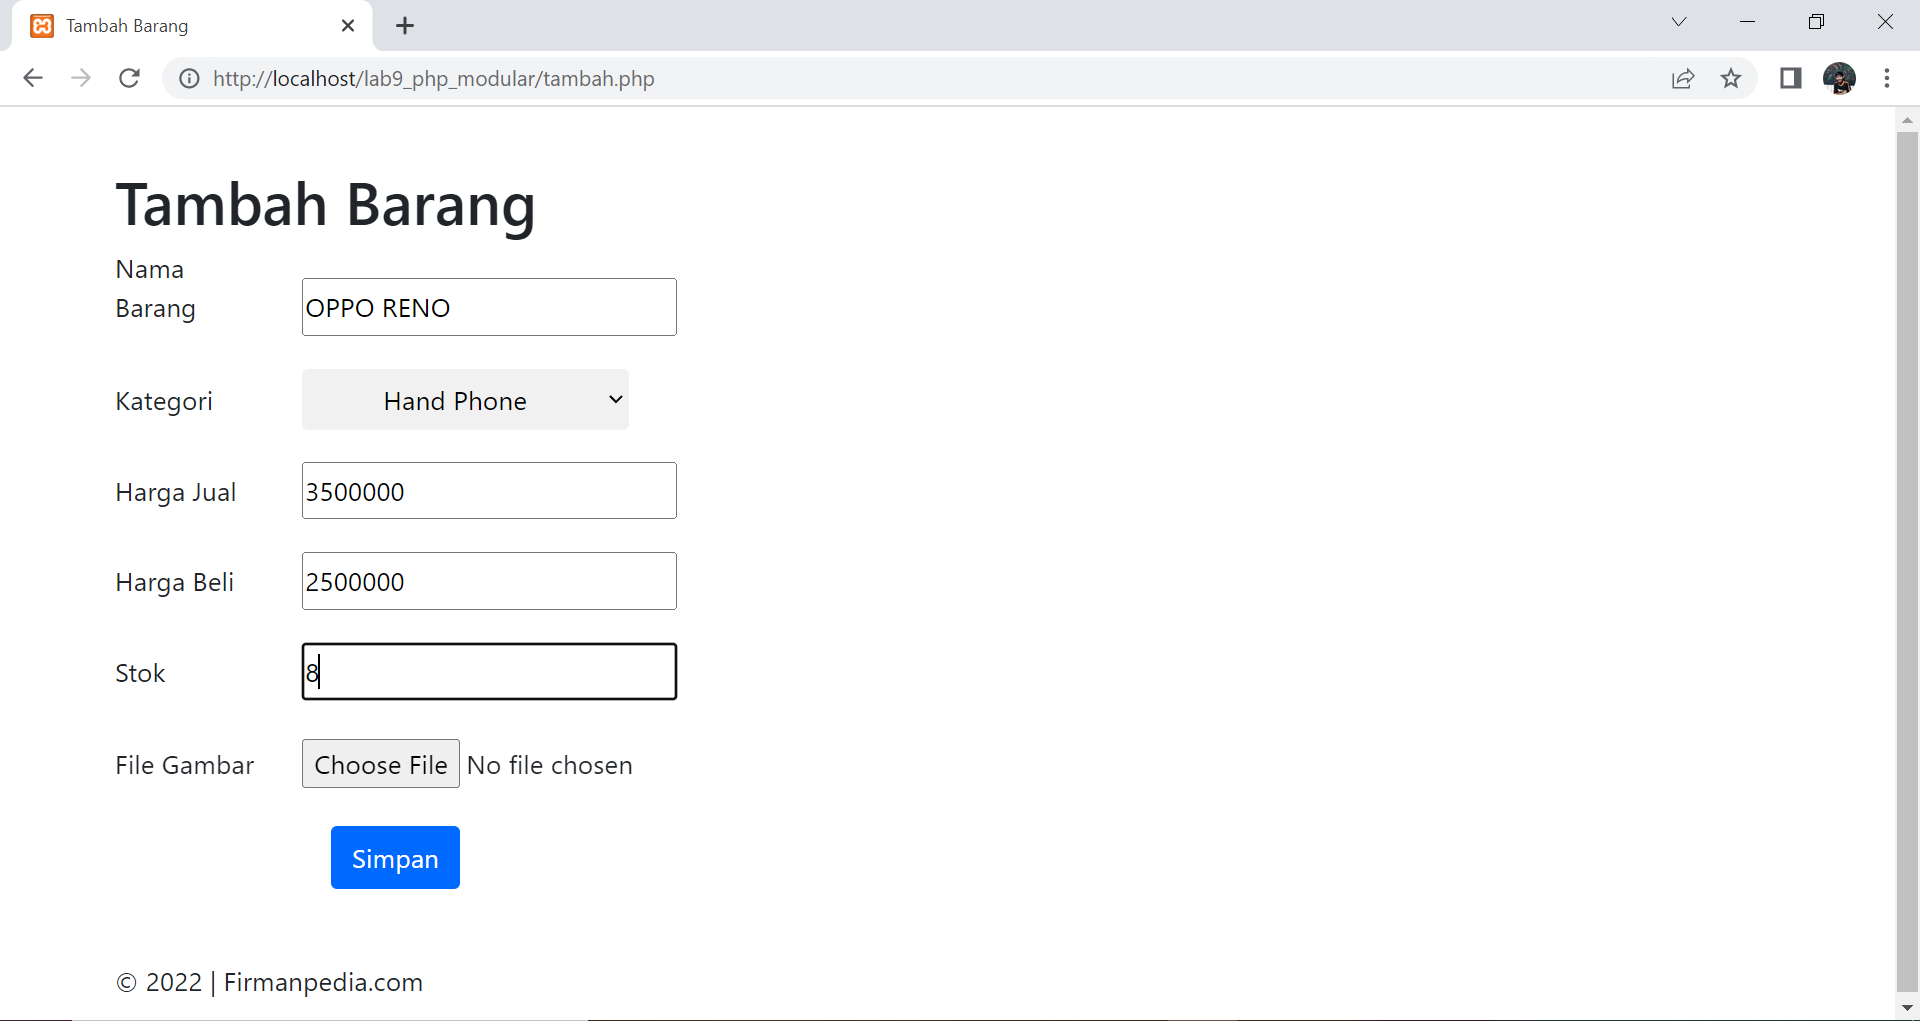 Tambah Barang
http://localhost/lab9_php_modular/tambah.php
Tambah Barang
Nama
Barang
OPPO RENO
Kategori
Hand Phone
Harga Jual
3500000
Harga Beli
2500000
Stok
8
File Gambar
Choose File No file chosen
Simpan
© 2022 | Firmanpedia.com